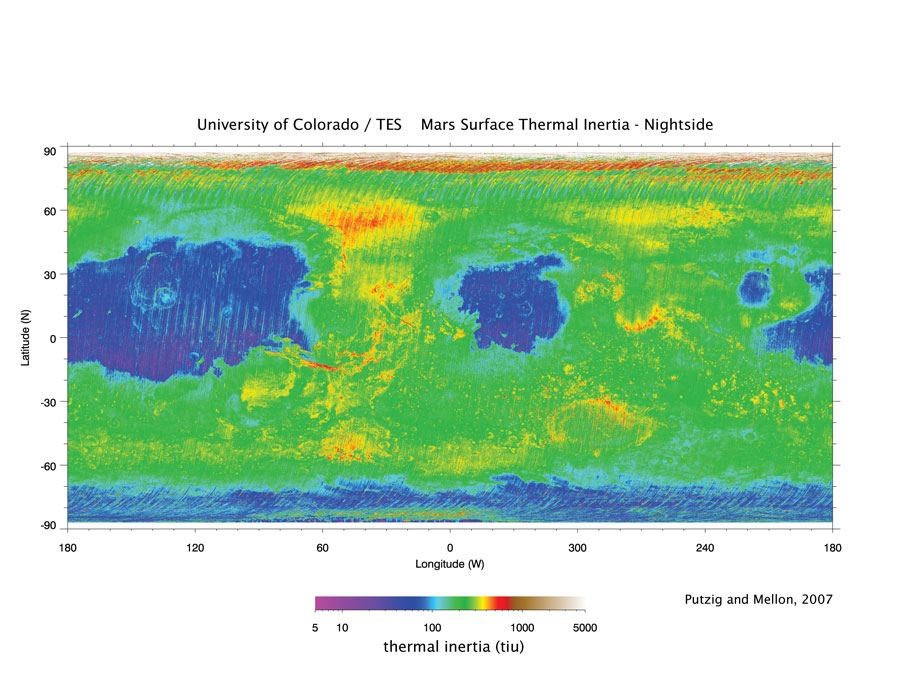 University of Colorado / TES    Mars Surface Thermal Inertia - Nightside
90
60
30
0
-30
-60
-90
Latitude (N)
180 120 60 0 300 240 180
Longitude (W)
5 10 100 1000 5000
thermal inertia (tiu)
Putzig and Mellon, 2007